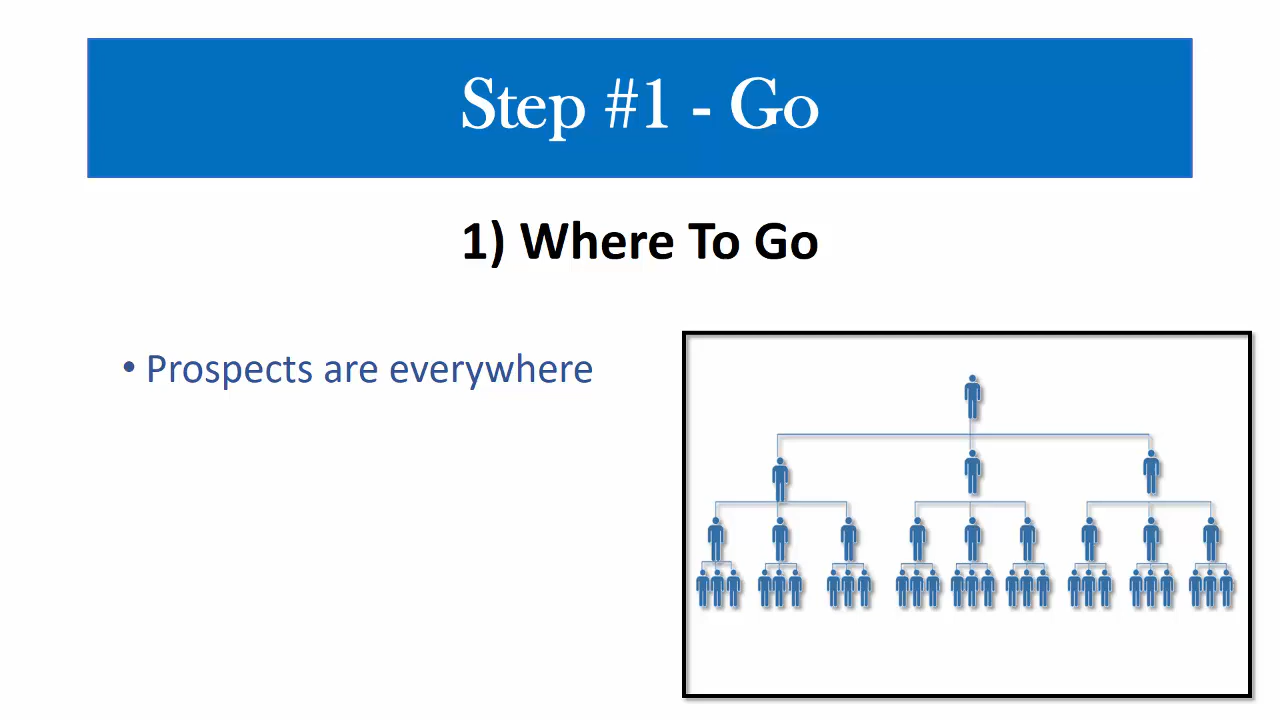 Step #1 - Go
1) Where To Go
• Prospects are everywhere